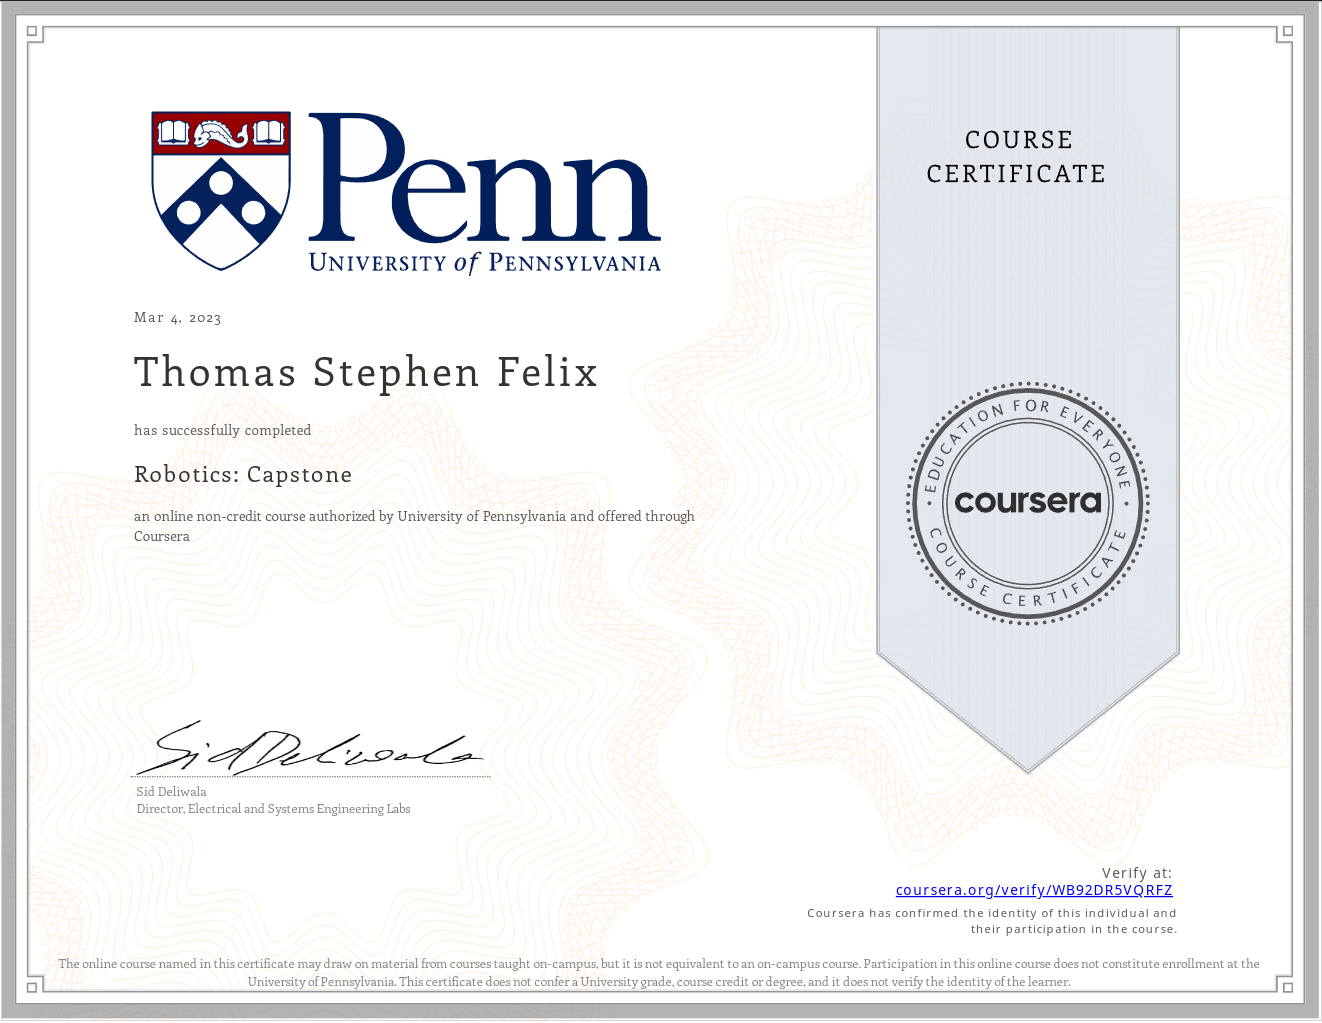 Penn
UNIVERSITY of PENNSYLVANIA
COURSE
CERTIFICATE
Mar 4, 2023
Thomas Stephen Felix
has successfully completed
Robotics: Capstone
an online non-credit course authorized by University of Pennsylvania and offered through
Coursera
EDUCATION FOR EVERYONE
coursera
COURSE CERTIFICATE
Sid Deliwala
Sid Deliwala
Director, Electrical and Systems Engineering Labs
Verify at:
coursera.org/verify/WB92DR5VQRFZ
Coursera has confirmed the identity of this individual and
their participation in the course.
The online course named in this certificate may draw on material from courses taught on-campus, but it is not equivalent to an on-campus course. Participation in this online course does not constitute enrollment at the
University of Pennsylvania. This certificate does not confer a University grade, course credit or degree, and it does not verify the identity of the learner.